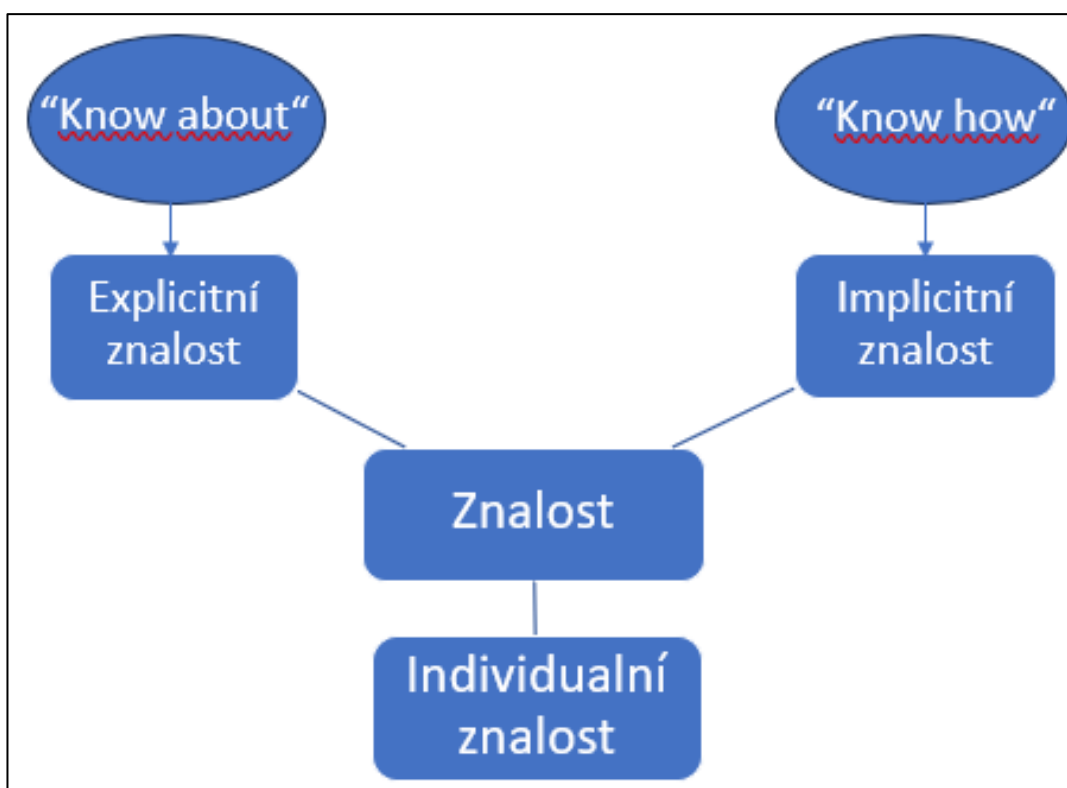 “Know about“
“Know how“
Explicitní
znalost
Implicitní
znalost
Znalost
Individualní
znalost